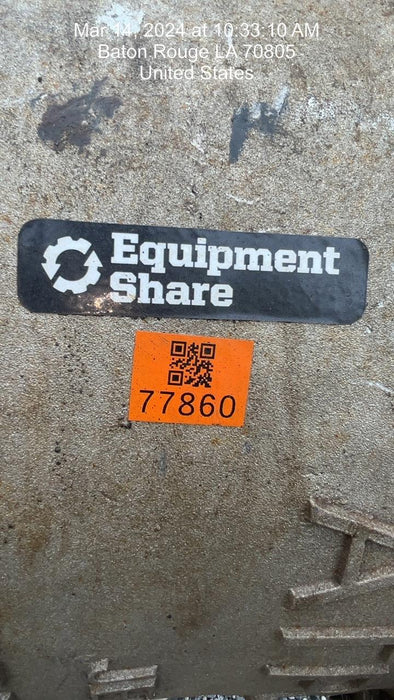 Mar 11, 2024 at 10:33:10 AM
Baton Rouge LA 70805
United States
Equipment
Share
77860